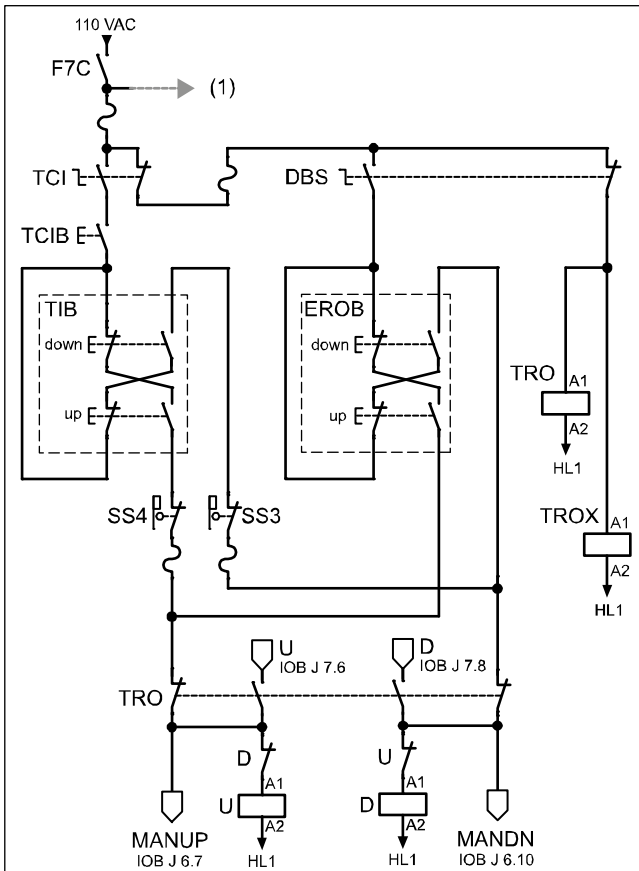 110 VAC
F7C
(1)
TCI
DBS
TCIB
TIB
EROB
down
down
up
up
TRO
A1
A2
HL1
SS4
SS3
TROX
A1
A2
HL1
U
IOB J 7.6
D
IOB J 7.8
TRO
D
U
A1
A1
U
D
A2
A2
MANUP
IOB J 6.7
HL1
HL1
MANDN
IOB J 6.10